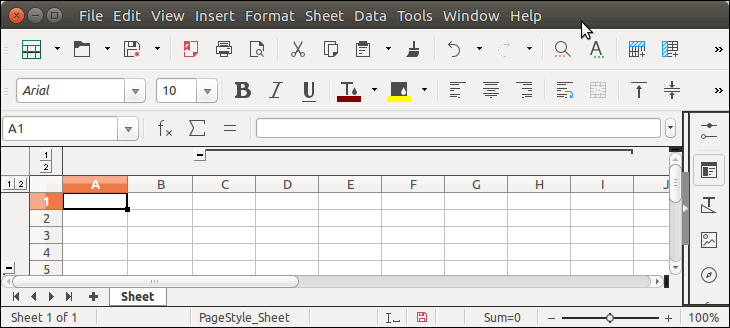 File Edit View Insert Format Sheet Data Tools Window Help
Arial 10 B I U T
A1 fx Σ =
1
2
1 2 A B C D E F G H I J
1
2
3
4
5
Sheet
Sheet 1 of 1 PageStyle_Sheet Sum=0 100%